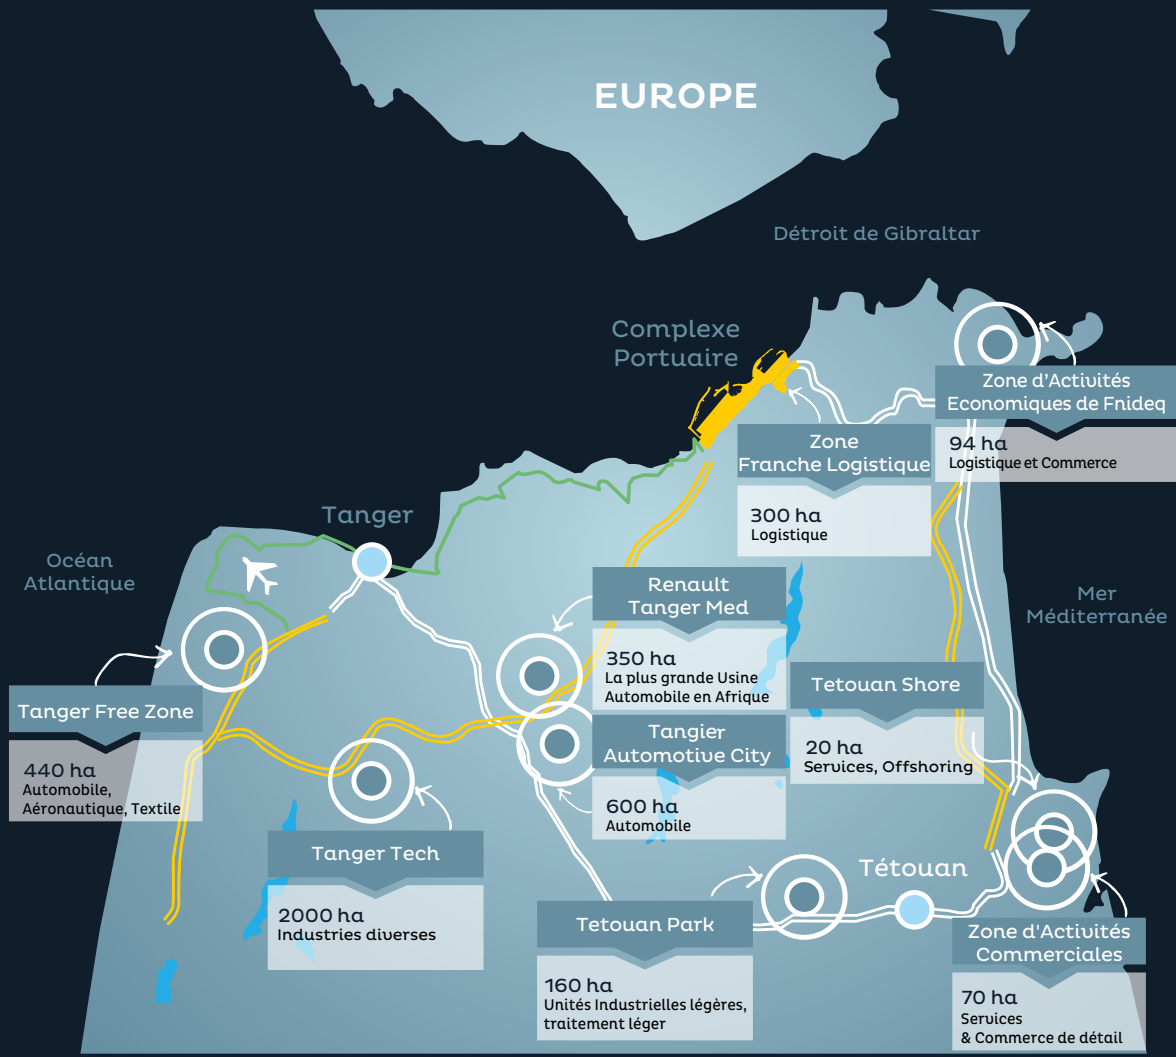 EUROPE
Détroit de Gibraltar
Complexe
Portuaire
Zone d'Activités
Economiques de Fnideq
94 ha
Logistique et Commerce
Zone
Franche Logistique
300 ha
Logistique
Tanger
Océan
Atlantique
Mer
Méditerranée
Renault
Tanger Med
350 ha
La plus grande Usine
Automobile en Afrique
Tetouan Shore
20 ha
Services, Offshoring
Tanger Free Zone
440 ha
Automobile,
Aéronautique, Textile
Tangier
Automotive City
600 ha
Automobile
Tanger Tech
2000 ha
Industries diverses
Tétouan
Tetouan Park
160 ha
Unités Industrielles légères,
traitement léger
Zone d'Activités
Commerciales
70 ha
Services
& Commerce de détail